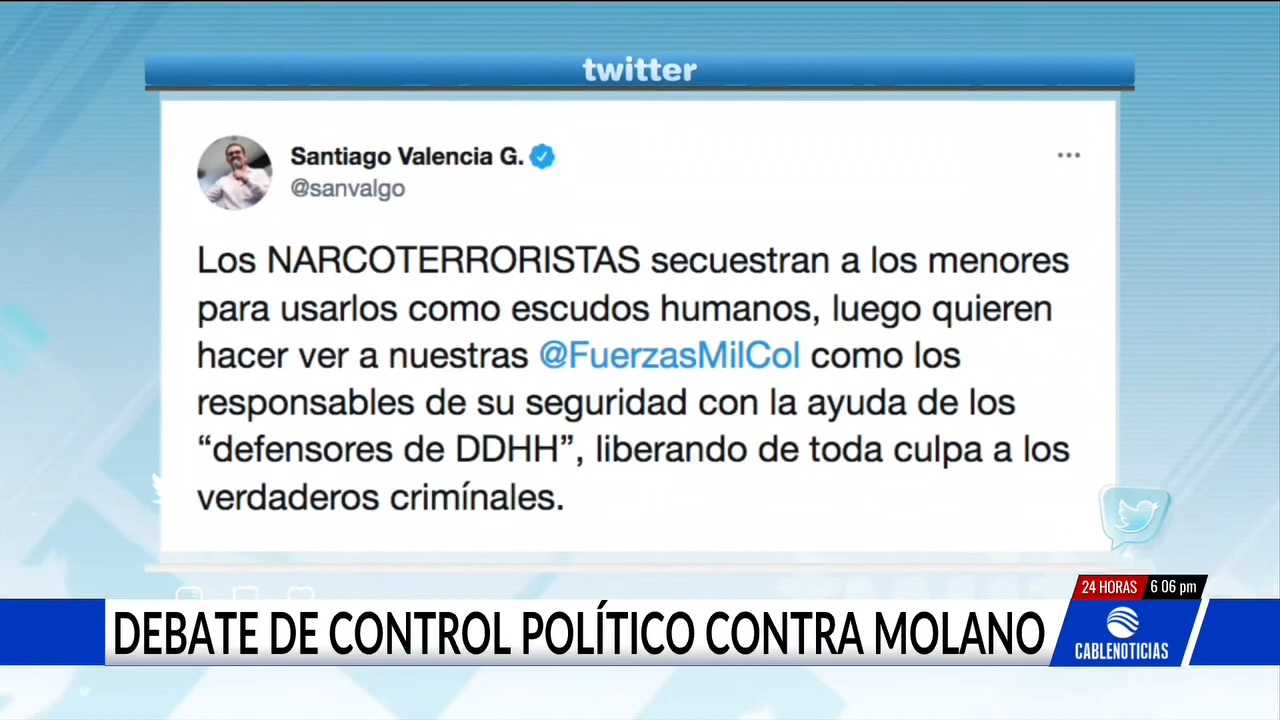 twitter
Santiago Valencia G.
@sanvalgo
Los NARCOTERRORISTAS secuestran a los menores
para usarlos como escudos humanos, luego quieren
hacer ver a nuestras @FuerzasMilCol como los
responsables de su seguridad con la ayuda de los
“defensores de DDHH”, liberando de toda culpa a los
verdaderos crimínales.
24 HORAS 6:06 pm
DEBATE DE CONTROL POLÍTICO CONTRA MOLANO
CABLENOTICIAS